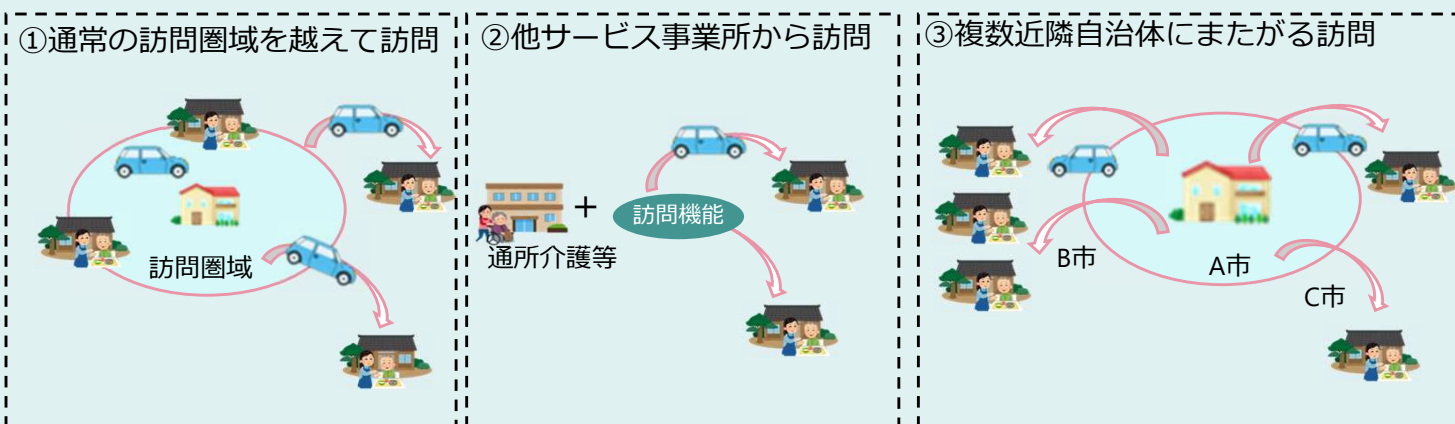 ①通常の訪問圏域を越えて訪問
訪問圏域
②他サービス事業所から訪問
+
訪問機能
通所介護等
③複数近隣自治体にまたがる訪問
B市
A市
C市